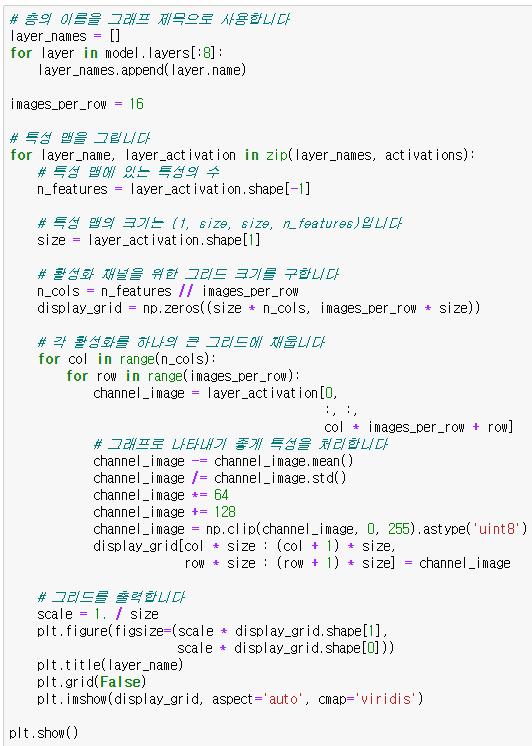 # 층의 이름을 그래프 제목으로 사용합니다
layer_names = []
for layer in model.layers[:8]:
    layer_names.append(layer.name)

images_per_row = 16

# 특성 맵을 그립니다
for layer_name, layer_activation in zip(layer_names, activations):
    # 특성 맵에 있는 특성의 수
    n_features = layer_activation.shape[-1]

    # 특성 맵의 크기는 (1, size, size, n_features)입니다
    size = layer_activation.shape[1]

    # 활성화 채널을 위한 그리드 크기를 구합니다
    n_cols = n_features // images_per_row
    display_grid = np.zeros((size * n_cols, images_per_row * size))

    # 각 활성화를 하나의 큰 그리드에 채웁니다
    for col in range(n_cols):
        for row in range(images_per_row):
            channel_image = layer_activation[0,
                                             :, :,
                                             col * images_per_row + row]
            # 그래프로 나타내기 좋게 특성을 처리합니다
            channel_image -= channel_image.mean()
            channel_image /= channel_image.std()
            channel_image *= 64
            channel_image += 128
            channel_image = np.clip(channel_image, 0, 255).astype('uint8')
            display_grid[col * size : (col + 1) * size,
                         row * size : (row + 1) * size] = channel_image

    # 그리드를 출력합니다
    scale = 1. / size
    plt.figure(figsize=(scale * display_grid.shape[1],
                        scale * display_grid.shape[0]))
    plt.title(layer_name)
    plt.grid(False)
    plt.imshow(display_grid, aspect='auto', cmap='viridis')

plt.show()